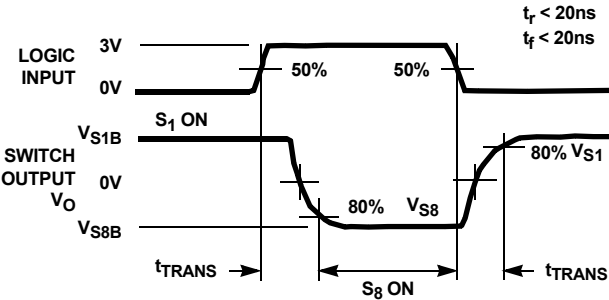 tr < 20ns
tf < 20ns
3V
LOGIC
INPUT
50%
50%
0V
S1 ON
VS1B
80% VS1
SWITCH
OUTPUT
VO
0V
80%
VS8
VS8B
tTRANS
S8 ON
tTRANS